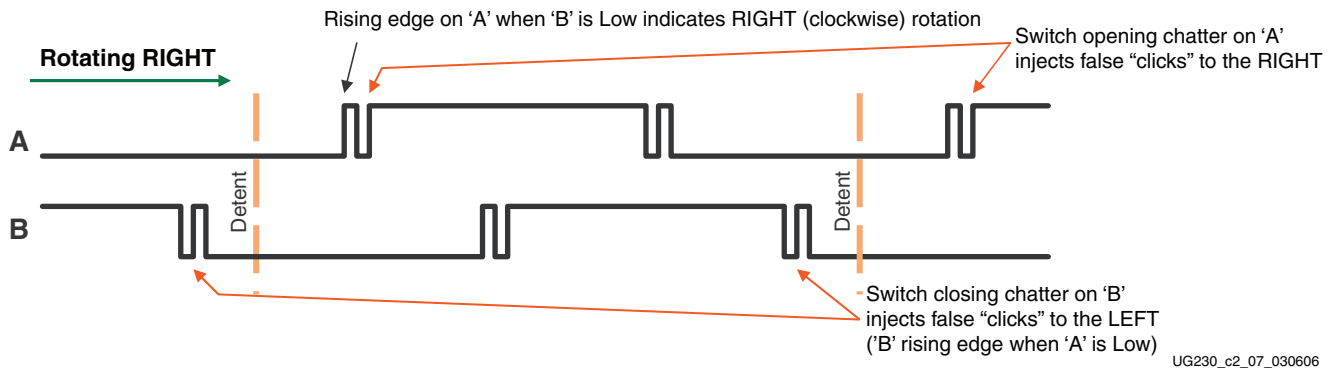 Rising edge on ‘A’ when ‘B’ is Low indicates RIGHT (clockwise) rotation
Switch opening chatter on ‘A’
injects false “clicks” to the RIGHT
Rotating RIGHT
A
Detent
Detent
B
Switch closing chatter on ‘B’
injects false “clicks” to the LEFT
(’B’ rising edge when ‘A’ is Low)
UG230_c2_07_030606